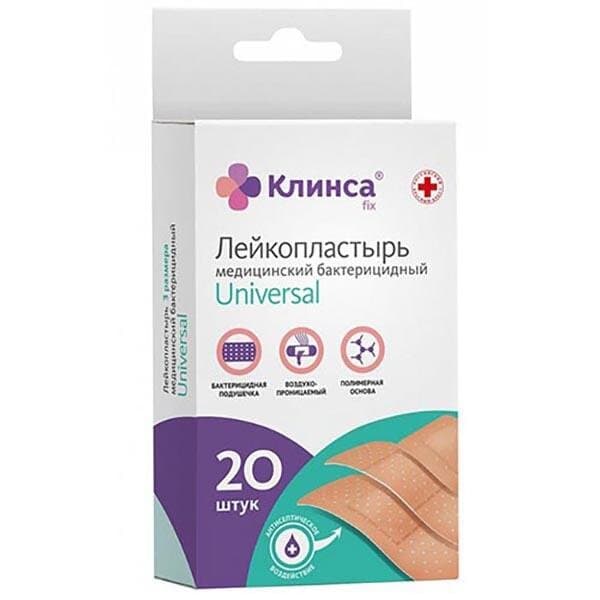 Клинса®
fix
Лейкопластырь
медицинский бактерицидный
Universal
БАКТЕРИЦИДНАЯ
ПОДУШЕЧКА
ВОЗДУХО-
ПРОНИЦАЕМЫЙ
ПОЛИМЕРНАЯ
ОСНОВА
20
штук
АНТИСЕПТИЧЕСКОЕ
ВОЗДЕЙСТВИЕ
Лейкопластырь 3 размера
медицинский бактерицидный
Universal